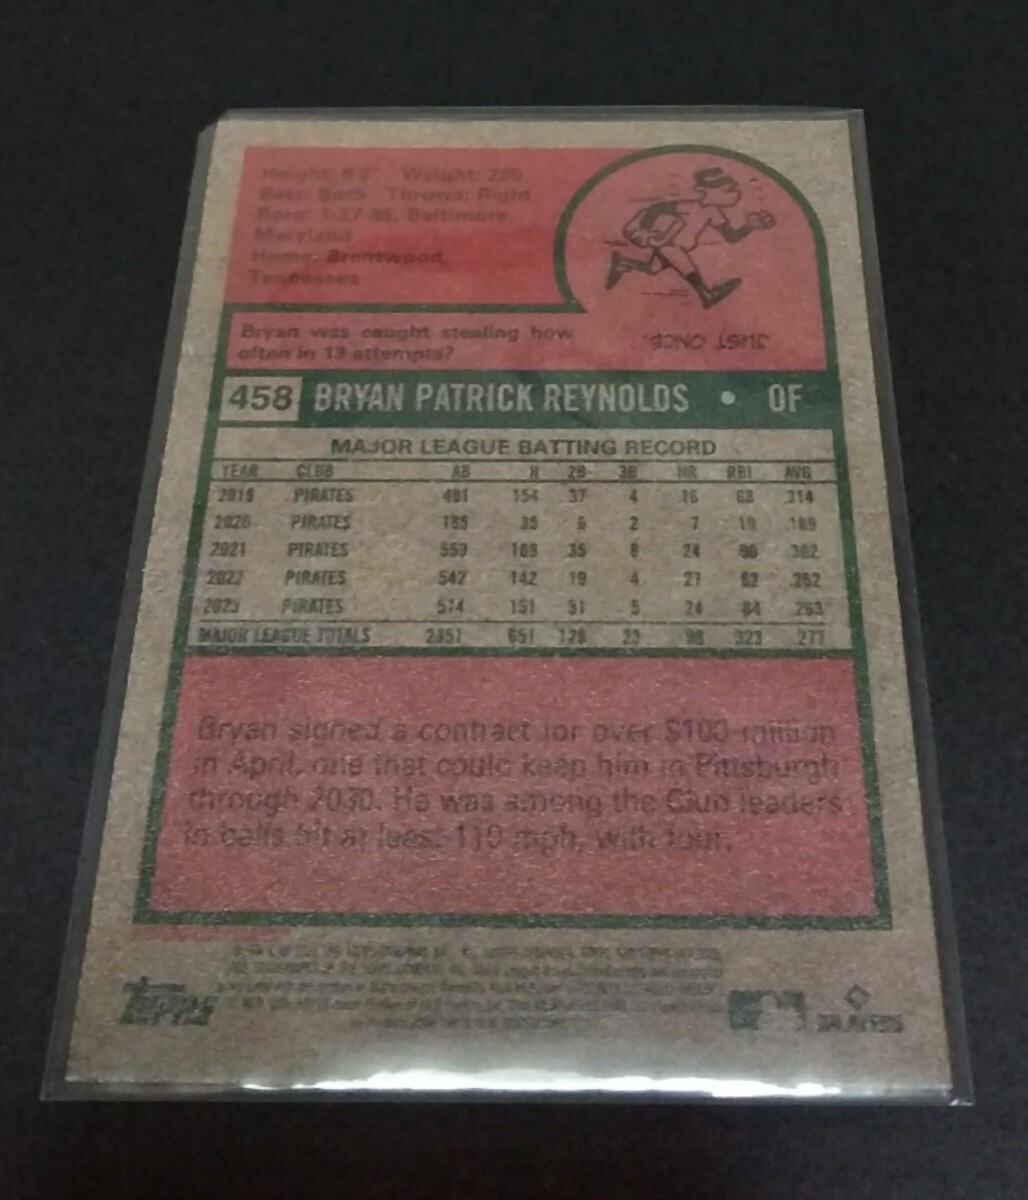 Height: 6'2" Weight: 205
Bats: Both Throws: Right
Born: 1-27-95, Baltimore,
Maryland
Home: Brentwood,
Tennessee
Bryan was caught stealing how
often in 13 attempts?
JUST ONCE.
458 BRYAN PATRICK REYNOLDS • OF
MAJOR LEAGUE BATTING RECORD
YEAR CLUB AB H 2B 3B HR RBI AVG
2019 PIRATES 491 154 37 4 16 68 .314
2020 PIRATES 185 35 6 2 7 19 .189
2021 PIRATES 559 169 35 8 24 90 .302
2022 PIRATES 542 142 19 4 27 62 .262
2023 PIRATES 574 151 31 5 24 84 .263
MAJOR LEAGUE TOTALS 2351 651 128 23 98 323 .277
Bryan signed a contract for over $100 million
in April, one that could keep him in Pittsburgh
through 2030. He was among the Club leaders
in balls hit at least 110 mph, with four.
TOPPS
PLAYERS